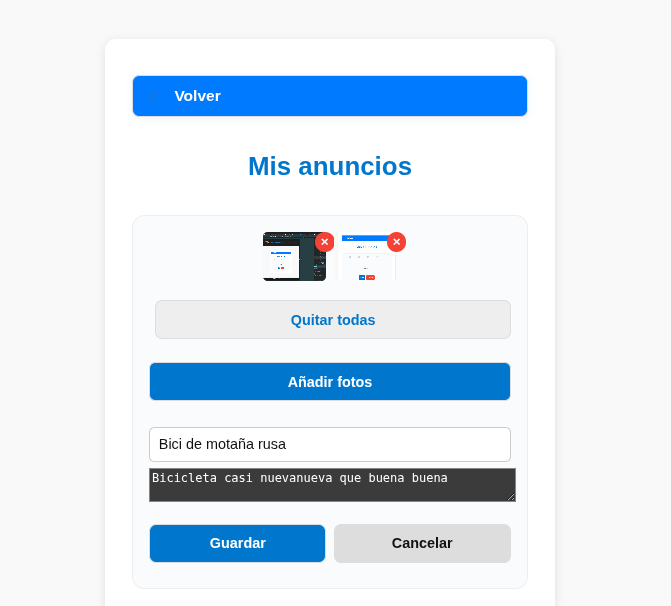 Volver
Mis anuncios
Quitar todas
Añadir fotos
Bici de motaña rusa
Bicicleta casi nuevanueva que buena buena
Guardar
Cancelar